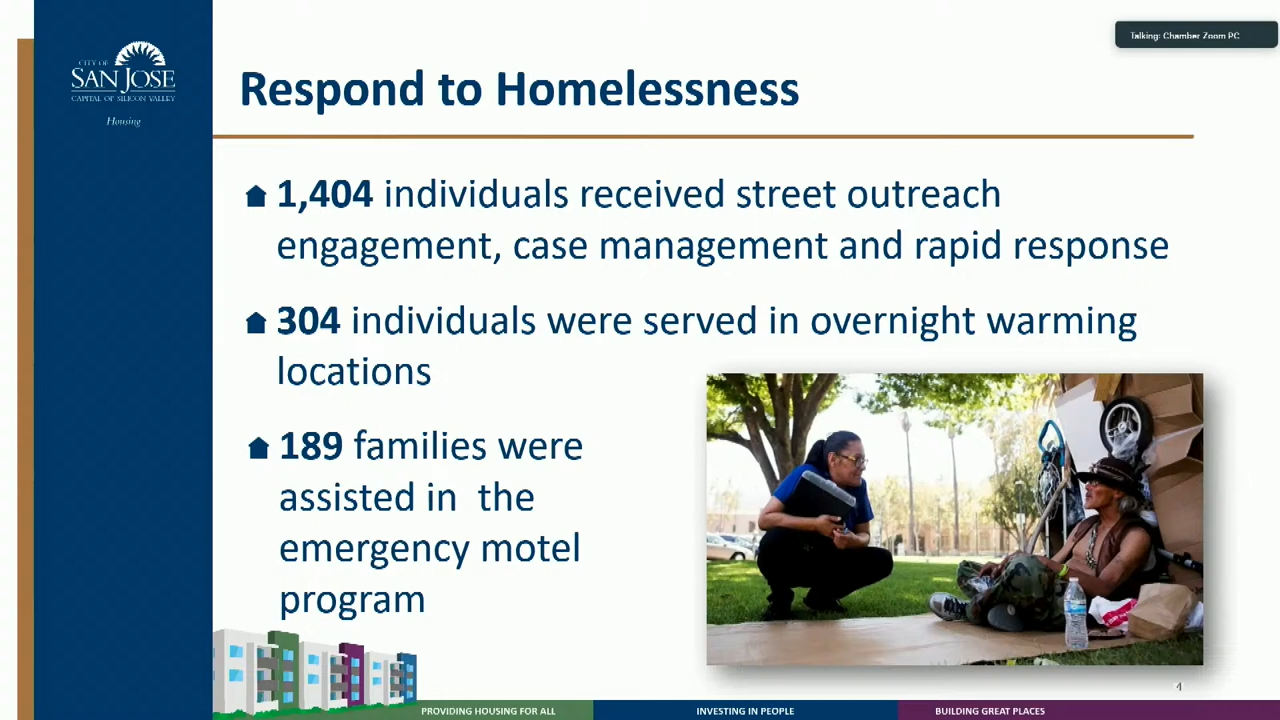 Talking: Chamber Zoom PC
CITY OF
SAN JOSE
CAPITAL OF SILICON VALLEY
Housing
Respond to Homelessness
1,404 individuals received street outreach
engagement, case management and rapid response
304 individuals were served in overnight warming
locations
189 families were
assisted in the
emergency motel
program
4
PROVIDING HOUSING FOR ALL
INVESTING IN PEOPLE
BUILDING GREAT PLACES